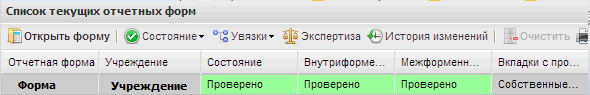 Список текущих отчетных форм
Открыть форму Состояние Увязки Экспертиза История изменений Очистить
Отчетная форма Учреждение Состояние Внутриформе... Межформенн... Вкладки с про...
Форма Учреждение Проверено Проверено Проверено Собственные...